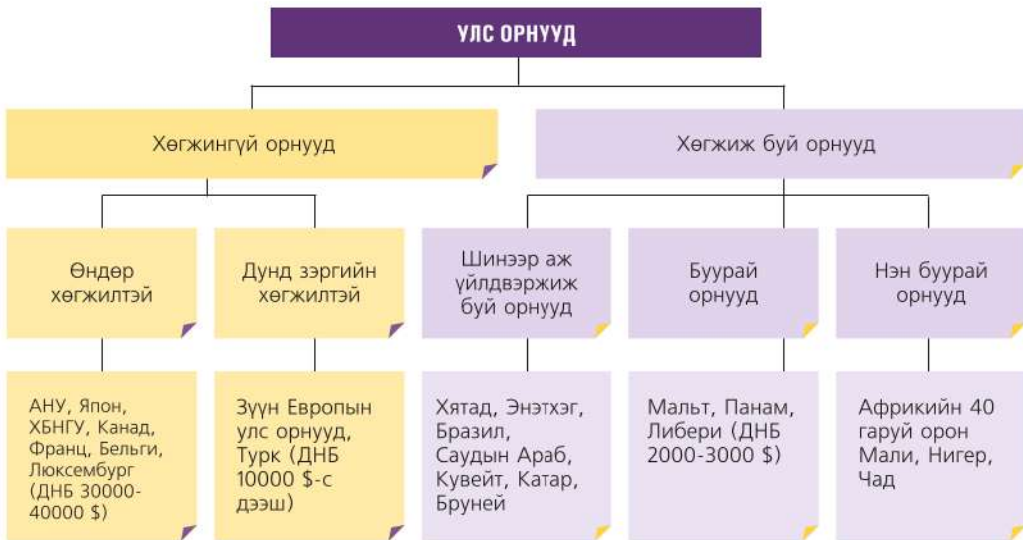 УЛС ОРНУУД
Хөгжингүй орнууд
Хөгжиж буй орнууд
Өндөр
хөгжилтэй
Дунд зэргийн
хөгжилтэй
Шинээр аж
үйлдвэржиж
буй орнууд
Буурай
орнууд
Нэн буурай
орнууд
АНУ, Япон,
ХБНГУ, Канад,
Франц, Бельги,
Люксембург
(ДНБ 30000-
40000 $)
Зүүн Европын
улс орнууд,
Турк (ДНБ
10000 $-с
дээш)
Хятад, Энэтхэг,
Бразил,
Саудын Араб,
Кувейт, Катар,
Бруней
Мальт, Панам,
Либери (ДНБ
2000-3000 $)
Африкийн 40
гаруй орон
Мали, Нигер,
Чад